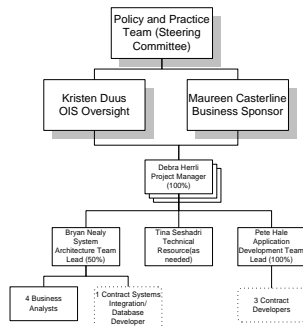 Policy and Practice
Team (Steering
Committee)
Kristen Duus
OIS Oversight
Maureen Casterline
Business Sponsor
Debra Herrli
Project Manager
(100%)
Bryan Nealy
System
Architecture Team
Lead (50%)
Tina Seshadri
Technical
Resource(as
needed)
Pete Hale
Application
Development Team
Lead (100%)
4 Business
Analysts
1 Contract Systems
Integration/
Database
Developer
3 Contract
Developers